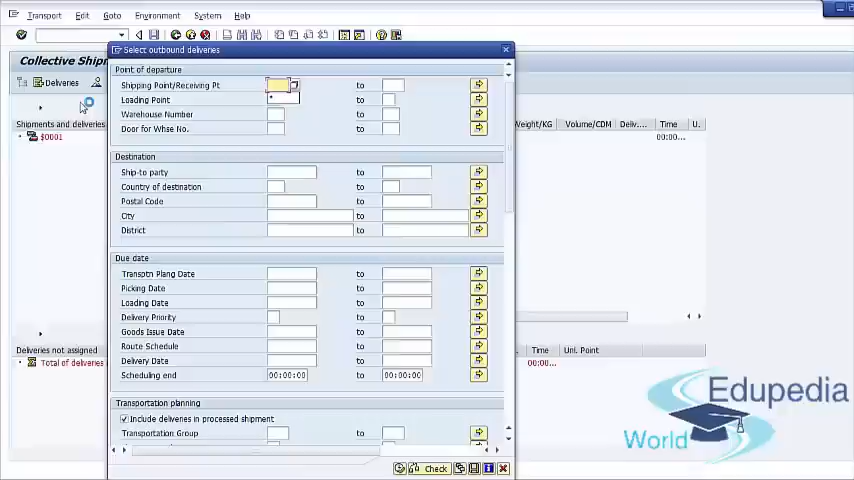 Transport Edit Goto Environment System Help
Select outbound deliveries
Collective Ship
Deliveries
Shipments and deliveries
$0001
Point of departure
Shipping Point/Receiving Pt to
Loading Point * to
Warehouse Number to
Door for Whse No. to
Destination
Ship-to party to
Country of destination to
Postal Code to
City to
District to
Due date
Transptn Plang Date to
Picking Date to
Loading Date to
Delivery Priority to
Goods Issue Date to
Route Schedule to
Delivery Date to
Scheduling end 00:00:00 to 00:00:00
Transportation planning
Include deliveries in processed shipment
Transportation Group to
Check
Weight/KG Volume/CDM Deliv.... Time U.
00:00...
Deliveries not assigned
Total of deliveries
Time Unl. Point
00:00...
Edupedia
World